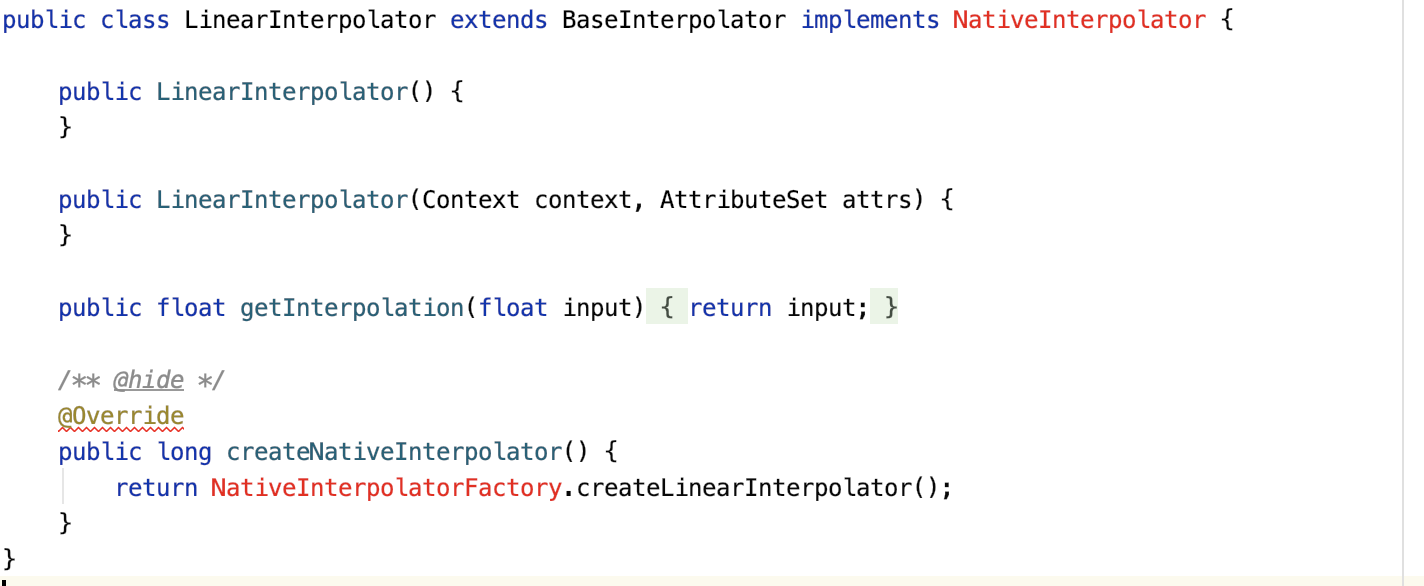 public class LinearInterpolator extends BaseInterpolator implements NativeInterpolator {
public LinearInterpolator() {
}
public LinearInterpolator(Context context, AttributeSet attrs) {
}
public float getInterpolation(float input) { return input; }
/** @hide */
@Override
public long createNativeInterpolator() {
return NativeInterpolatorFactory.createLinearInterpolator();
}
}